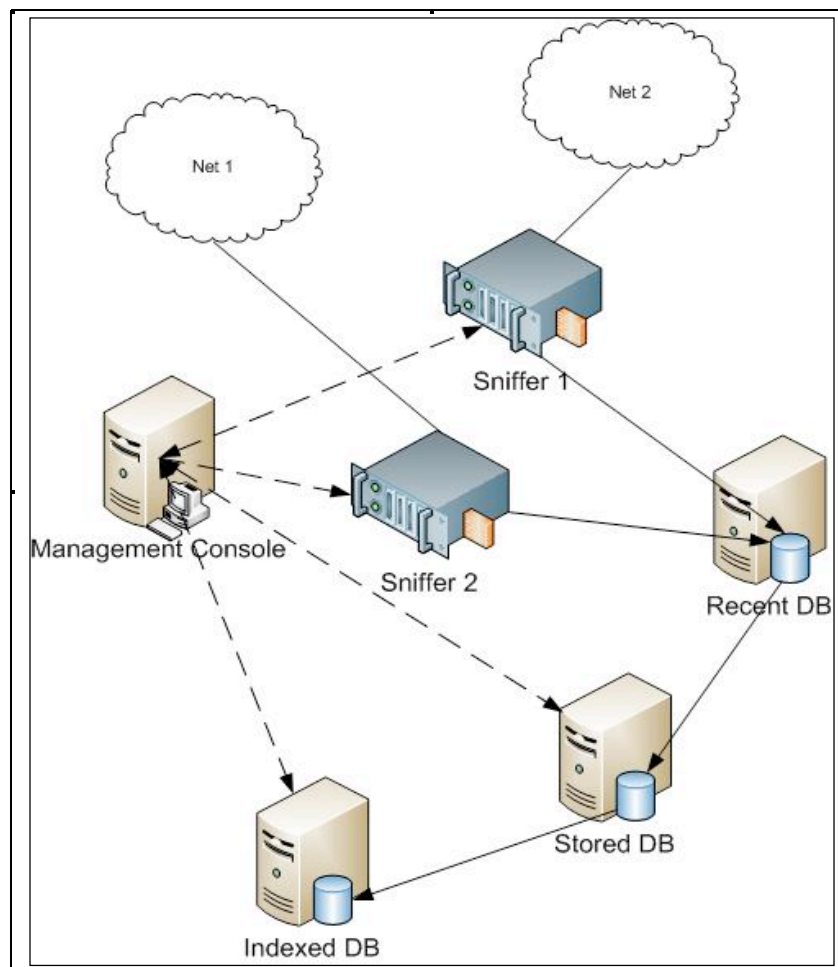 Net 2
Net 1
Sniffer 1
Management Console
Sniffer 2
Recent DB
Stored DB
Indexed DB